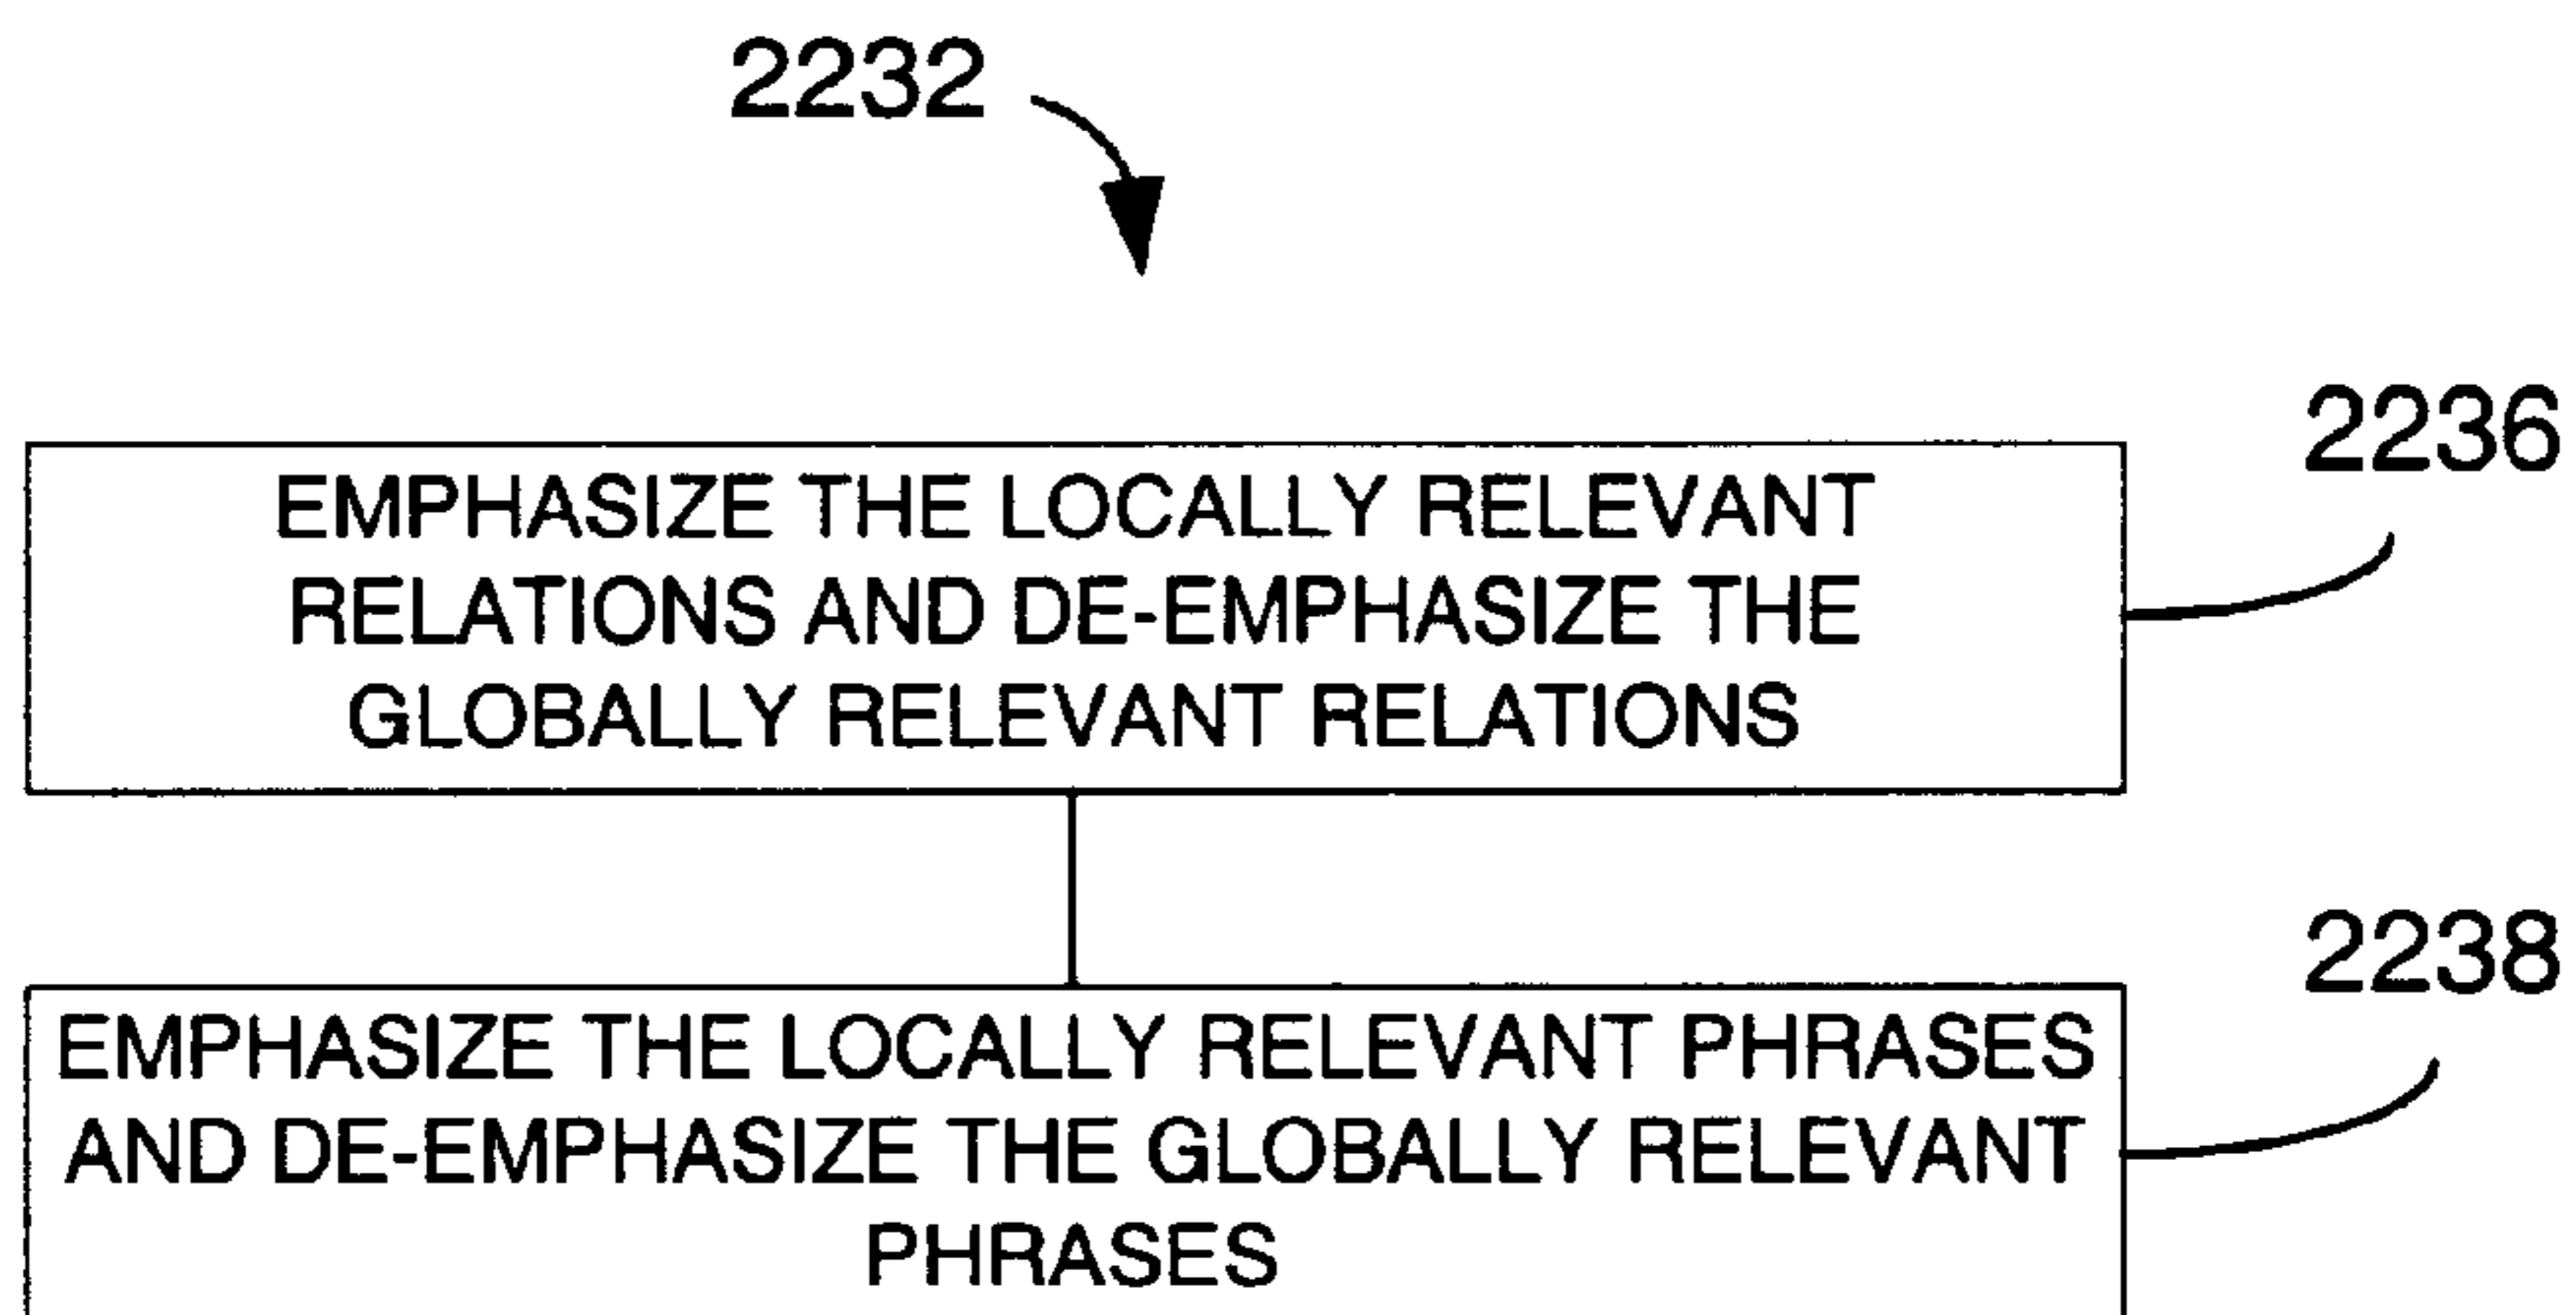 2232
2236
EMPHASIZE THE LOCALLY RELEVANT
RELATIONS AND DE-EMPHASIZE THE
GLOBALLY RELEVANT RELATIONS
2238
EMPHASIZE THE LOCALLY RELEVANT PHRASES
AND DE-EMPHASIZE THE GLOBALLY RELEVANT
PHRASES